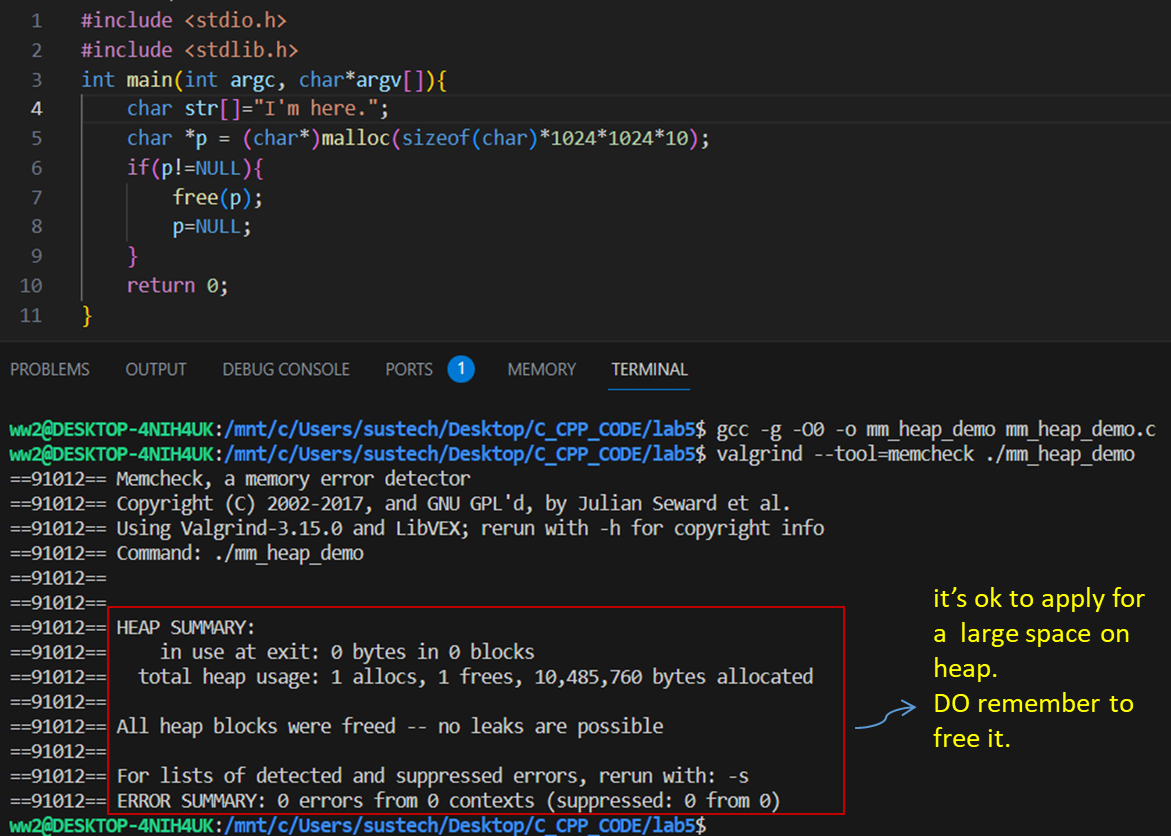 1 #include <stdio.h>
2 #include <stdlib.h>
3 int main(int argc, char*argv[]){
4 char str[]="I'm here.";
5 char *p = (char*)malloc(sizeof(char)*1024*1024*10);
6 if(p!=NULL){
7 free(p);
8 p=NULL;
9 }
10 return 0;
11 }
PROBLEMS OUTPUT DEBUG CONSOLE PORTS 1 MEMORY TERMINAL
ww2@DESKTOP-4NIH4UK:/mnt/c/Users/sustech/Desktop/C_CPP_CODE/lab5$ gcc -g -O0 -o mm_heap_demo mm_heap_demo.c
ww2@DESKTOP-4NIH4UK:/mnt/c/Users/sustech/Desktop/C_CPP_CODE/lab5$ valgrind --tool=memcheck ./mm_heap_demo
==91012== Memcheck, a memory error detector
==91012== Copyright (C) 2002-2017, and GNU GPL'd, by Julian Seward et al.
==91012== Using Valgrind-3.15.0 and LibVEX; rerun with -h for copyright info
==91012== Command: ./mm_heap_demo
==91012==
==91012==
==91012== HEAP SUMMARY:
==91012== in use at exit: 0 bytes in 0 blocks
==91012== total heap usage: 1 allocs, 1 frees, 10,485,760 bytes allocated
==91012==
==91012== All heap blocks were freed -- no leaks are possible
==91012==
==91012== For lists of detected and suppressed errors, rerun with: -s
==91012== ERROR SUMMARY: 0 errors from 0 contexts (suppressed: 0 from 0)
ww2@DESKTOP-4NIH4UK:/mnt/c/Users/sustech/Desktop/C_CPP_CODE/lab5$
it's ok to apply for
a large space on
heap.
DO remember to
free it.